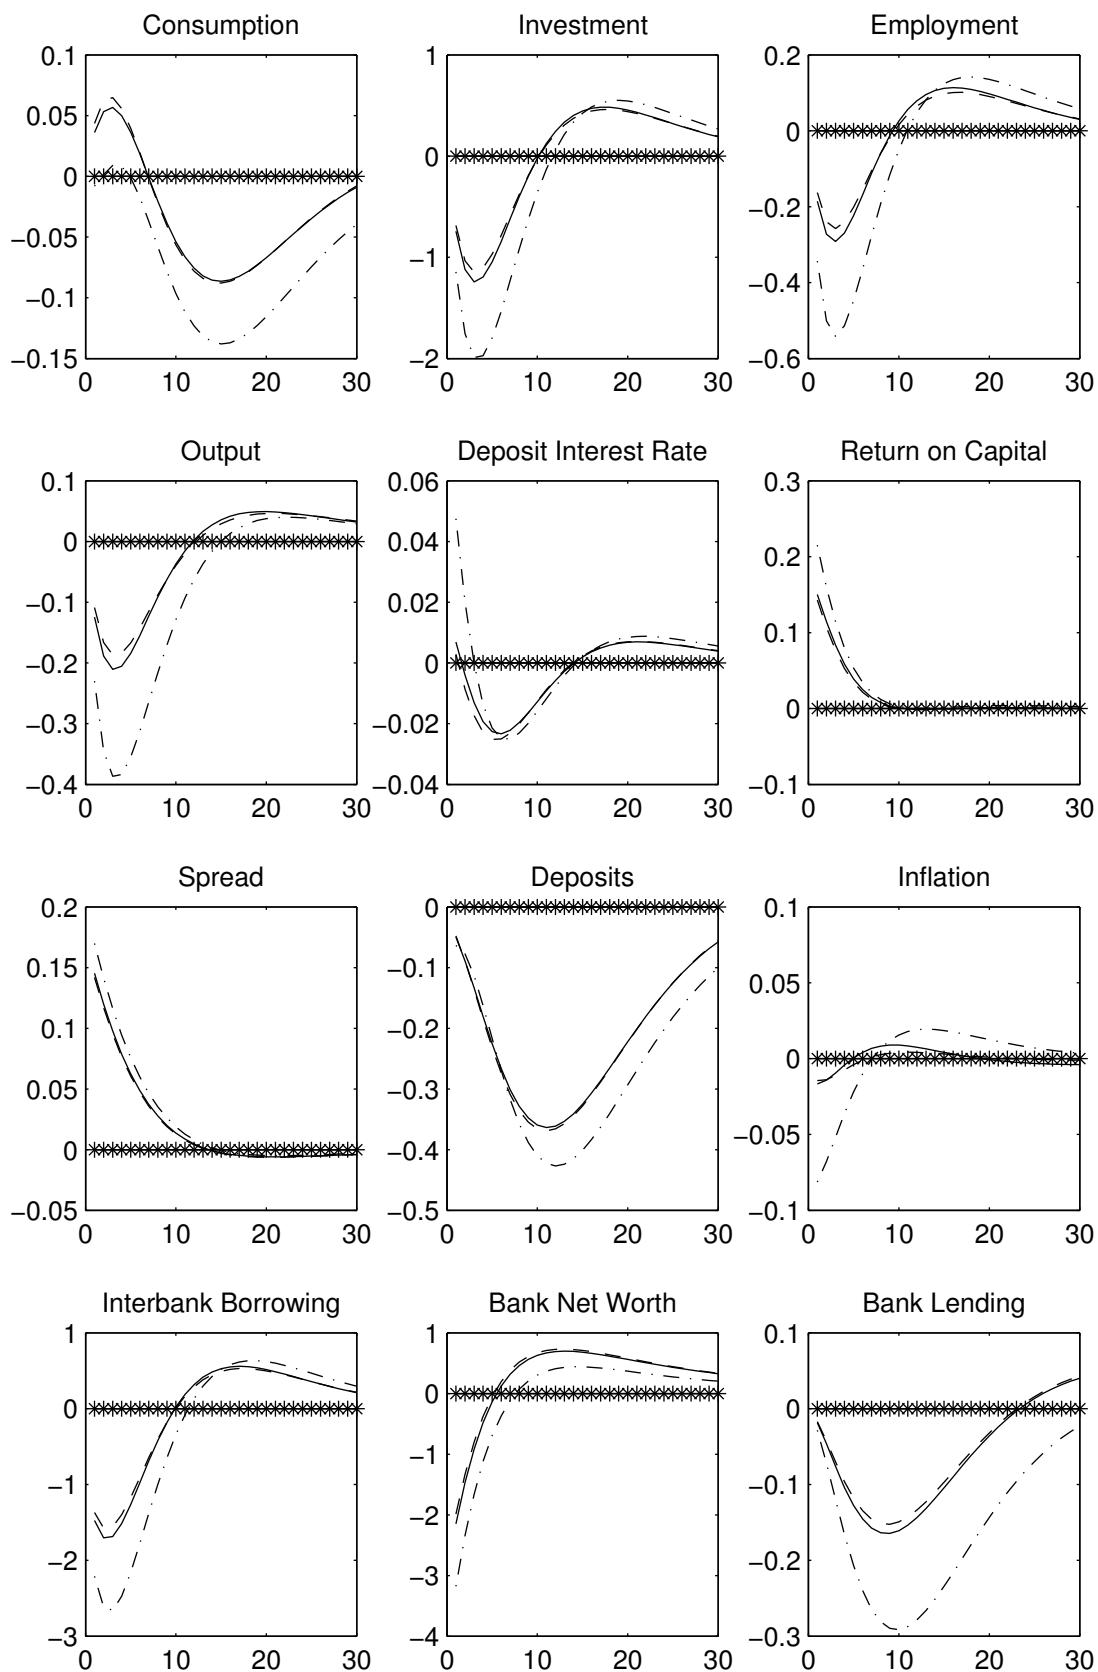 Consumption Investment Employment
0.1 1 0.2
0.05 0
0 0 −0.2
−0.05 −1
−0.1 −0.4
−0.15 −2 −0.6
0 10 20 30 0 10 20 30 0 10 20 30
Output Deposit Interest Rate Return on Capital
0.1 0.06 0.3
0 0.04 0.2
−0.1 0.02 0.1
−0.2 0 0
−0.3 −0.02
−0.4 −0.04 −0.1
0 10 20 30 0 10 20 30 0 10 20 30
Spread Deposits Inflation
0.2 0 0.1
0.15 −0.1 0.05
0.1 −0.2 0
0.05 −0.3
0 −0.4 −0.05
−0.05 −0.5 −0.1
0 10 20 30 0 10 20 30 0 10 20 30
Interbank Borrowing Bank Net Worth Bank Lending
1 1 0.1
0 0 0
−1 −1 −0.1
−2 −2 −0.2
−3 −3 −0.3
−4
0 10 20 30 0 10 20 30 0 10 20 30